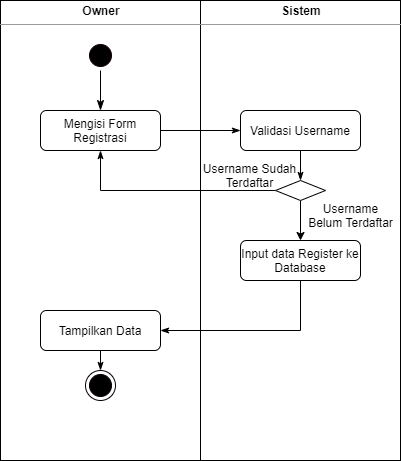 Owner
Sistem
Mengisi Form
Registrasi
Validasi Username
Username Sudah
Terdaftar
Username
Belum Terdaftar
Input data Register ke
Database
Tampilkan Data